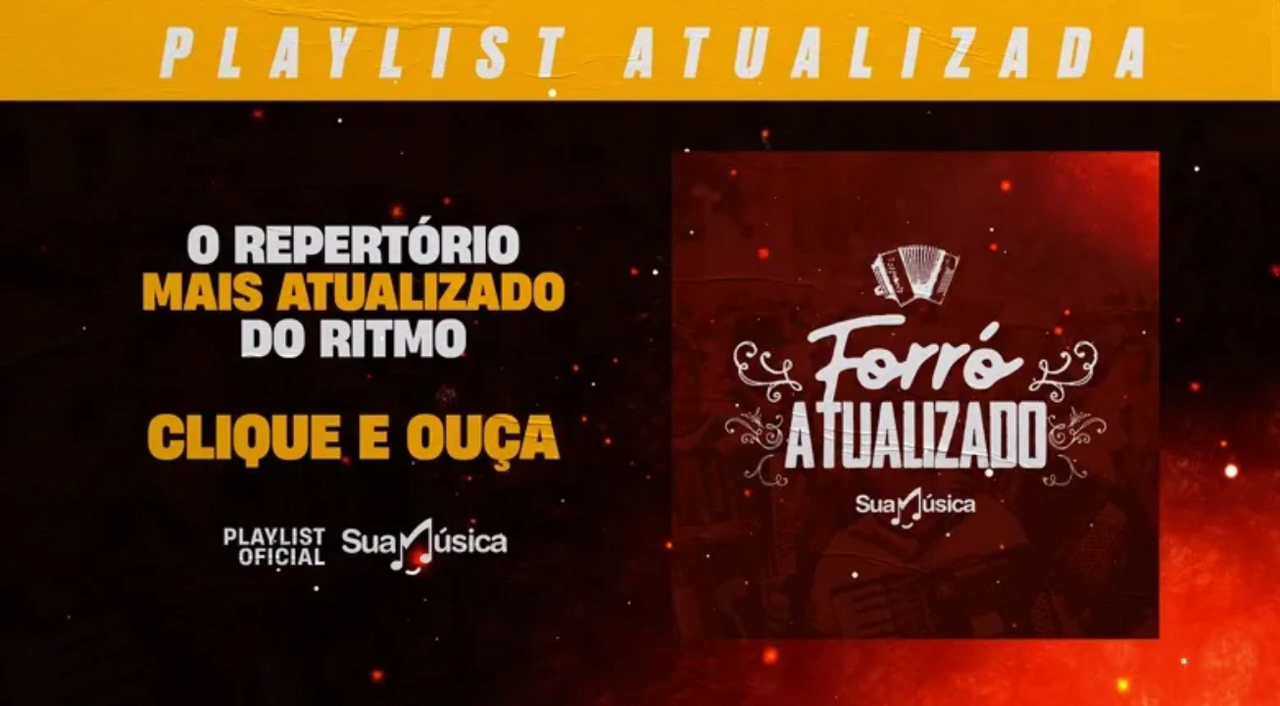 PLAYLIST ATUALIZADA
O REPERTÓRIO
MAIS ATUALIZADO
DO RITMO
CLIQUE E OUÇA
PLAYLIST
OFICIAL
SuaMúsica
Forró
ATUALIZADO
SuaMúsica